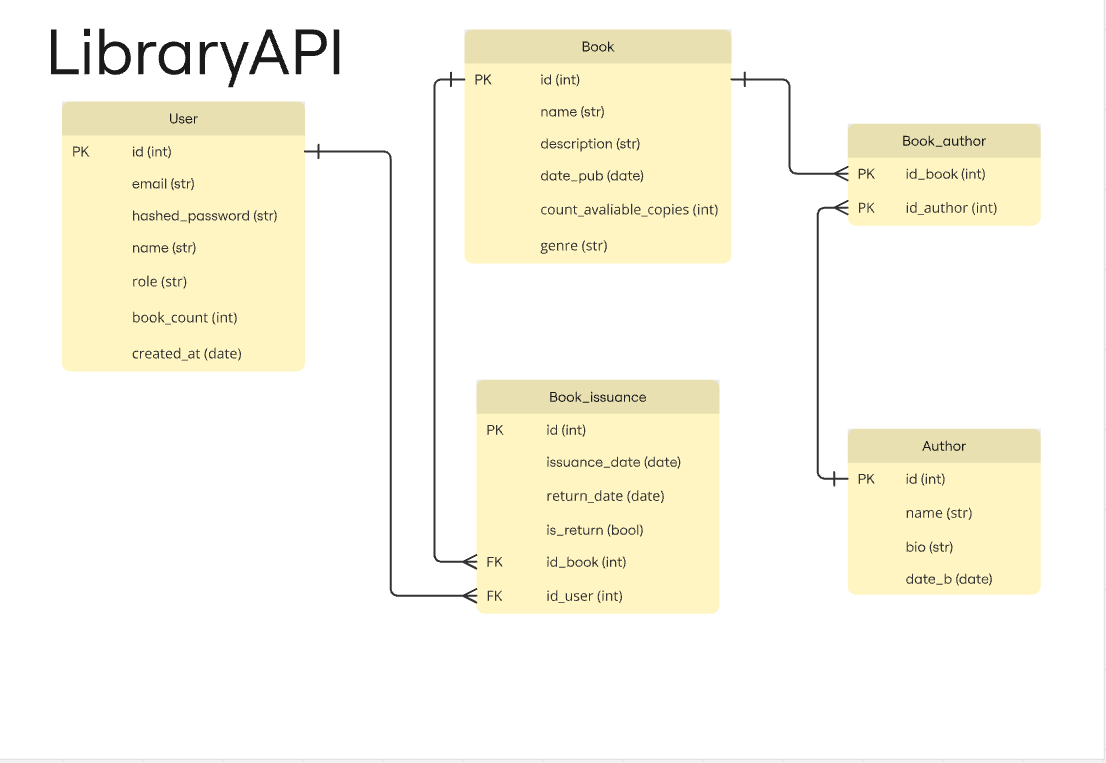 LibraryAPI
User
PK id (int)
email (str)
hashed_password (str)
name (str)
role (str)
book_count (int)
created_at (date)
Book
PK id (int)
name (str)
description (str)
date_pub (date)
count_avaliable_copies (int)
genre (str)
Book_author
PK id_book (int)
PK id_author (int)
Book_issuance
PK id (int)
issuance_date (date)
return_date (date)
is_return (bool)
FK id_book (int)
FK id_user (int)
Author
PK id (int)
name (str)
bio (str)
date_b (date)